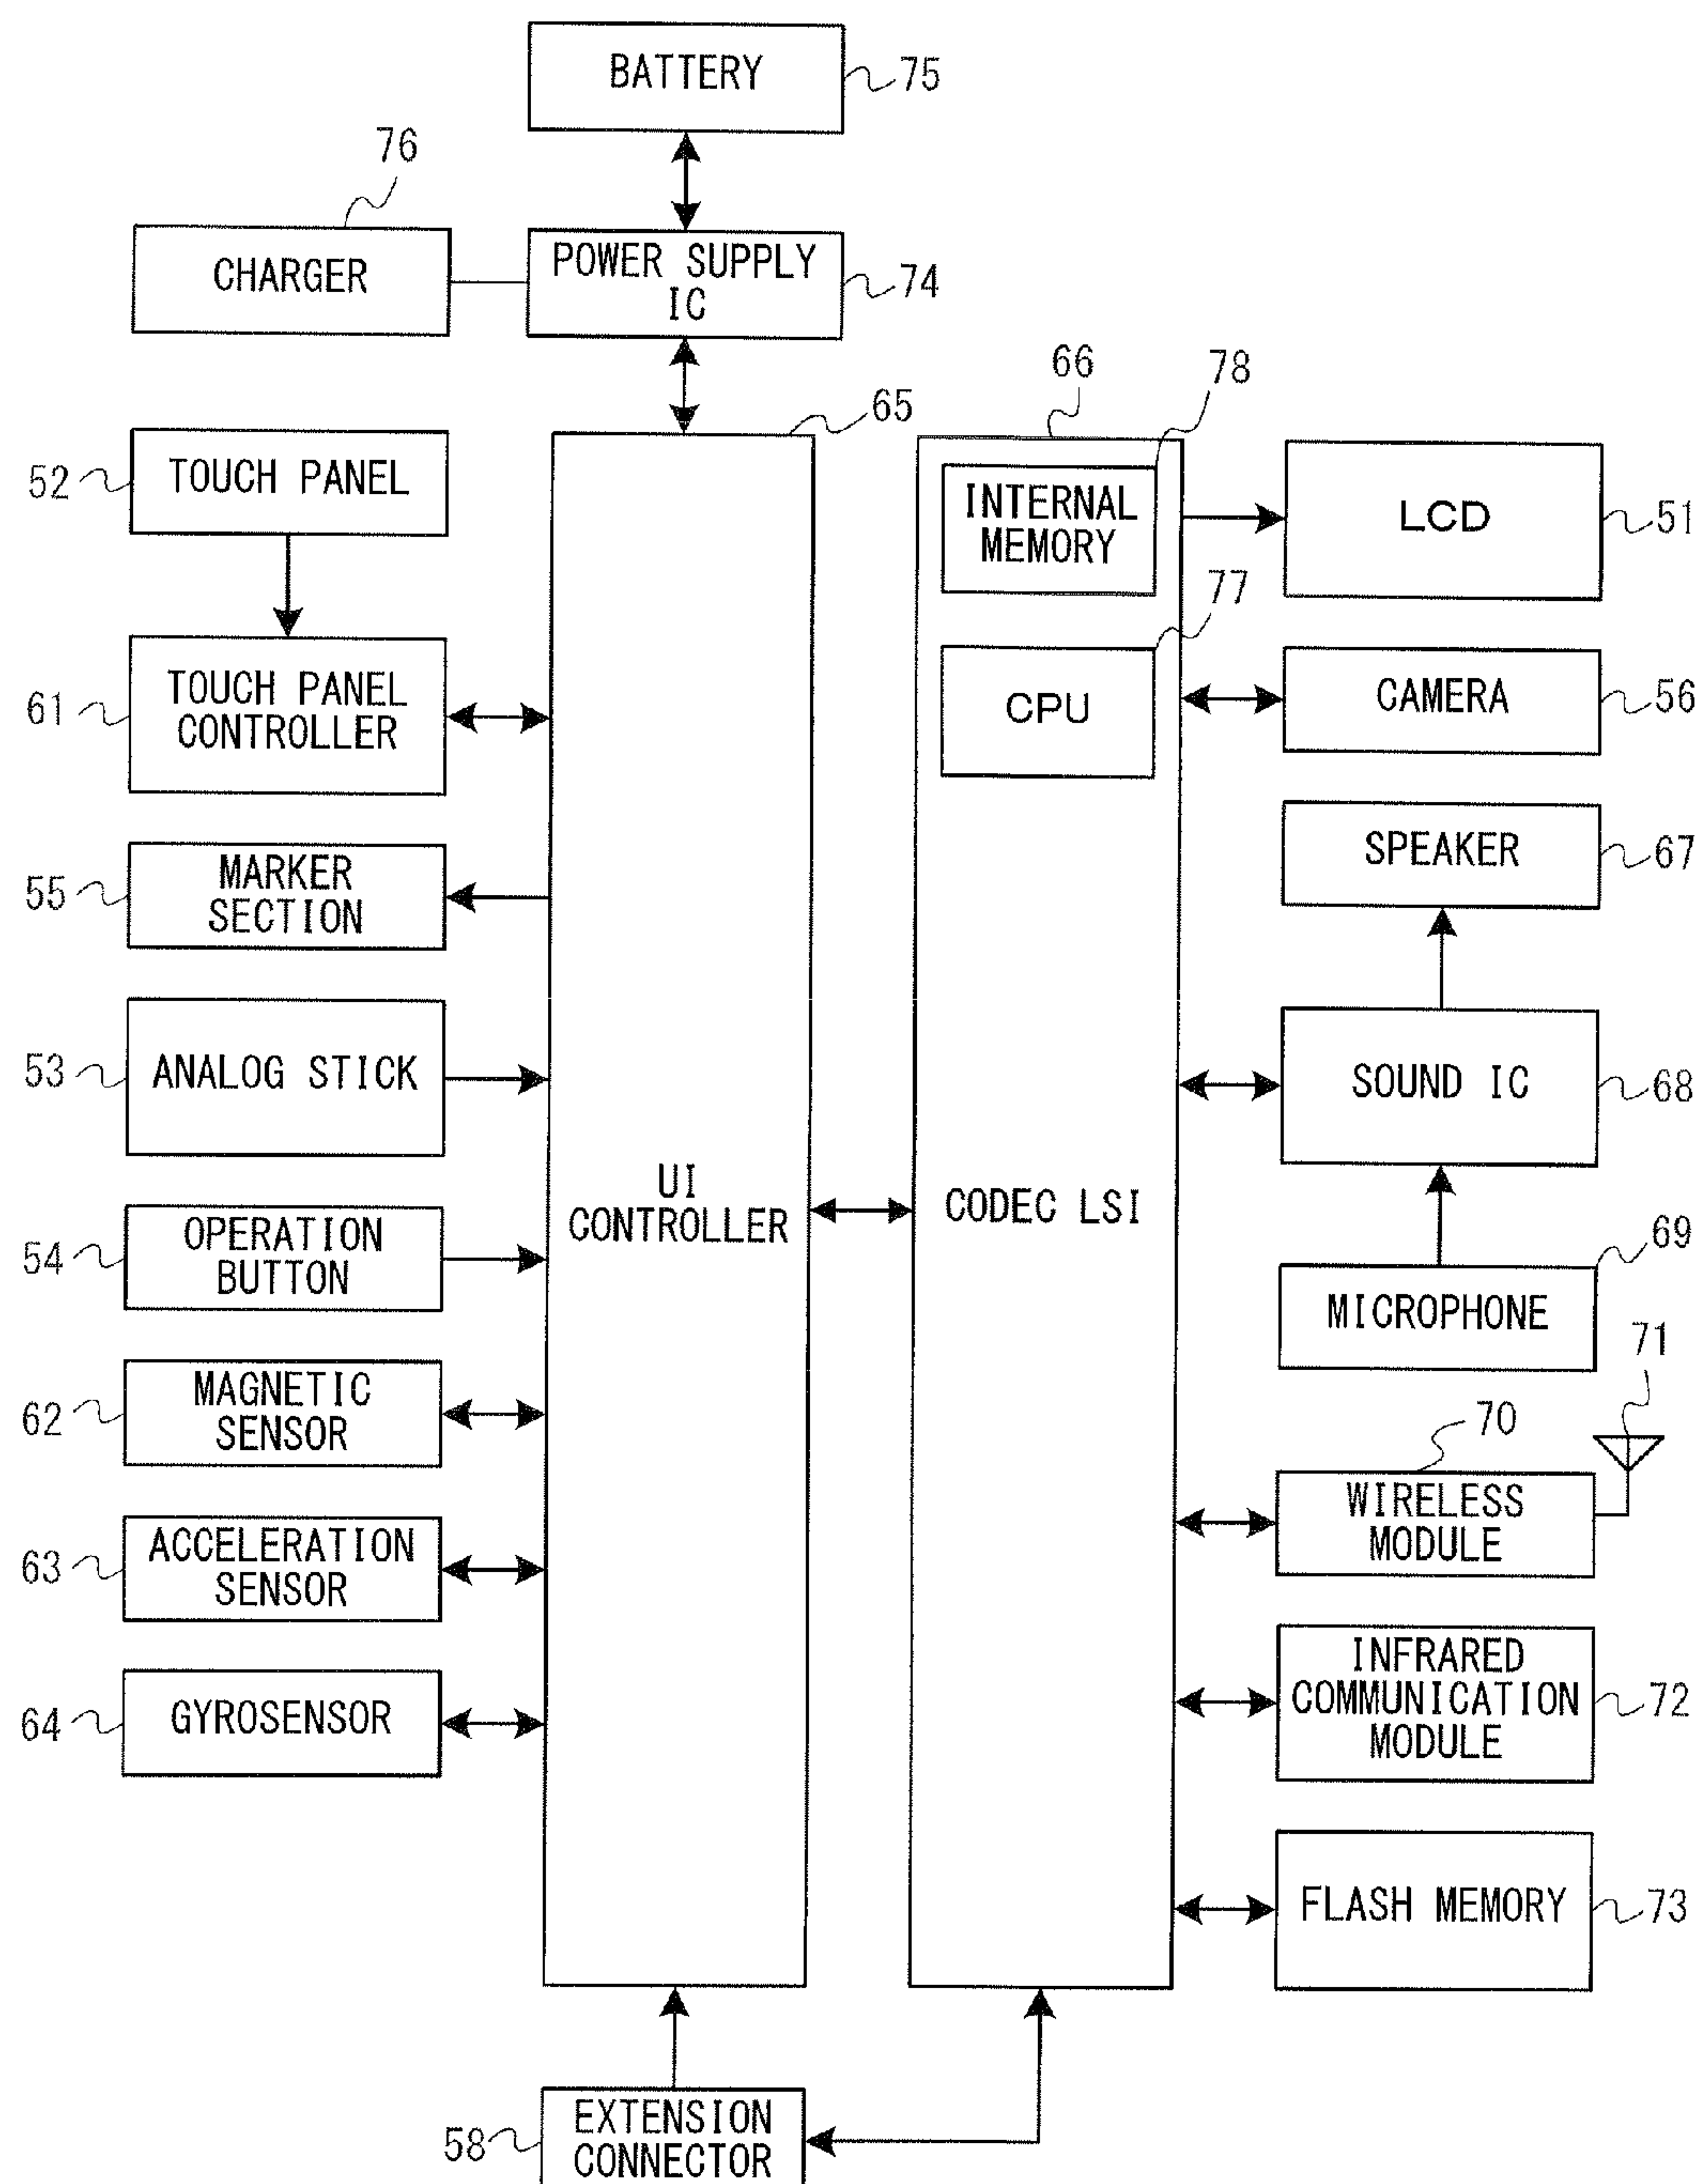 BATTERY
75
76
CHARGER
POWER SUPPLY
IC
74
65
66
78
52
TOUCH PANEL
INTERNAL
MEMORY
LCD
51
77
61
TOUCH PANEL
CONTROLLER
CPU
CAMERA
56
55
MARKER
SECTION
SPEAKER
67
53
ANALOG STICK
SOUND IC
68
UI
CONTROLLER
CODEC LSI
54
OPERATION
BUTTON
69
MICROPHONE
71
62
MAGNETIC
SENSOR
70
WIRELESS
MODULE
63
ACCELERATION
SENSOR
INFRARED
COMMUNICATION
MODULE
72
64
GYROSENSOR
FLASH MEMORY
73
58
EXTENSION
CONNECTOR